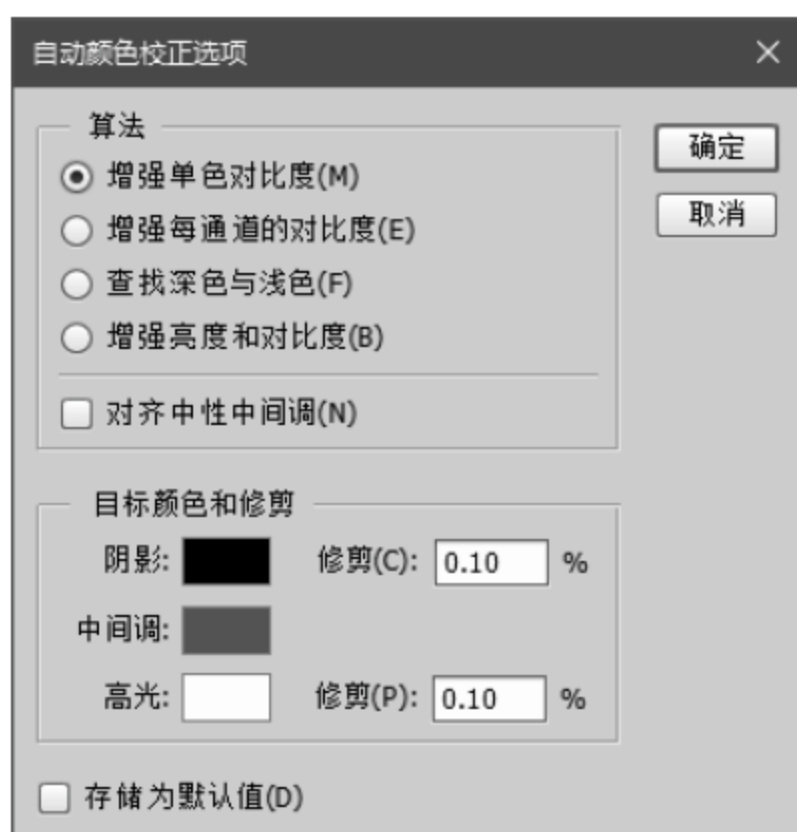 自动颜色校正选项
算法
增强单色对比度(M)
增强每通道的对比度(E)
查找深色与浅色(F)
增强亮度和对比度(B)
对齐中性中间调(N)
确定
取消
目标颜色和修剪
阴影: 修剪(C): 0.10 %
中间调:
高光: 修剪(P): 0.10 %
存储为默认值(D)